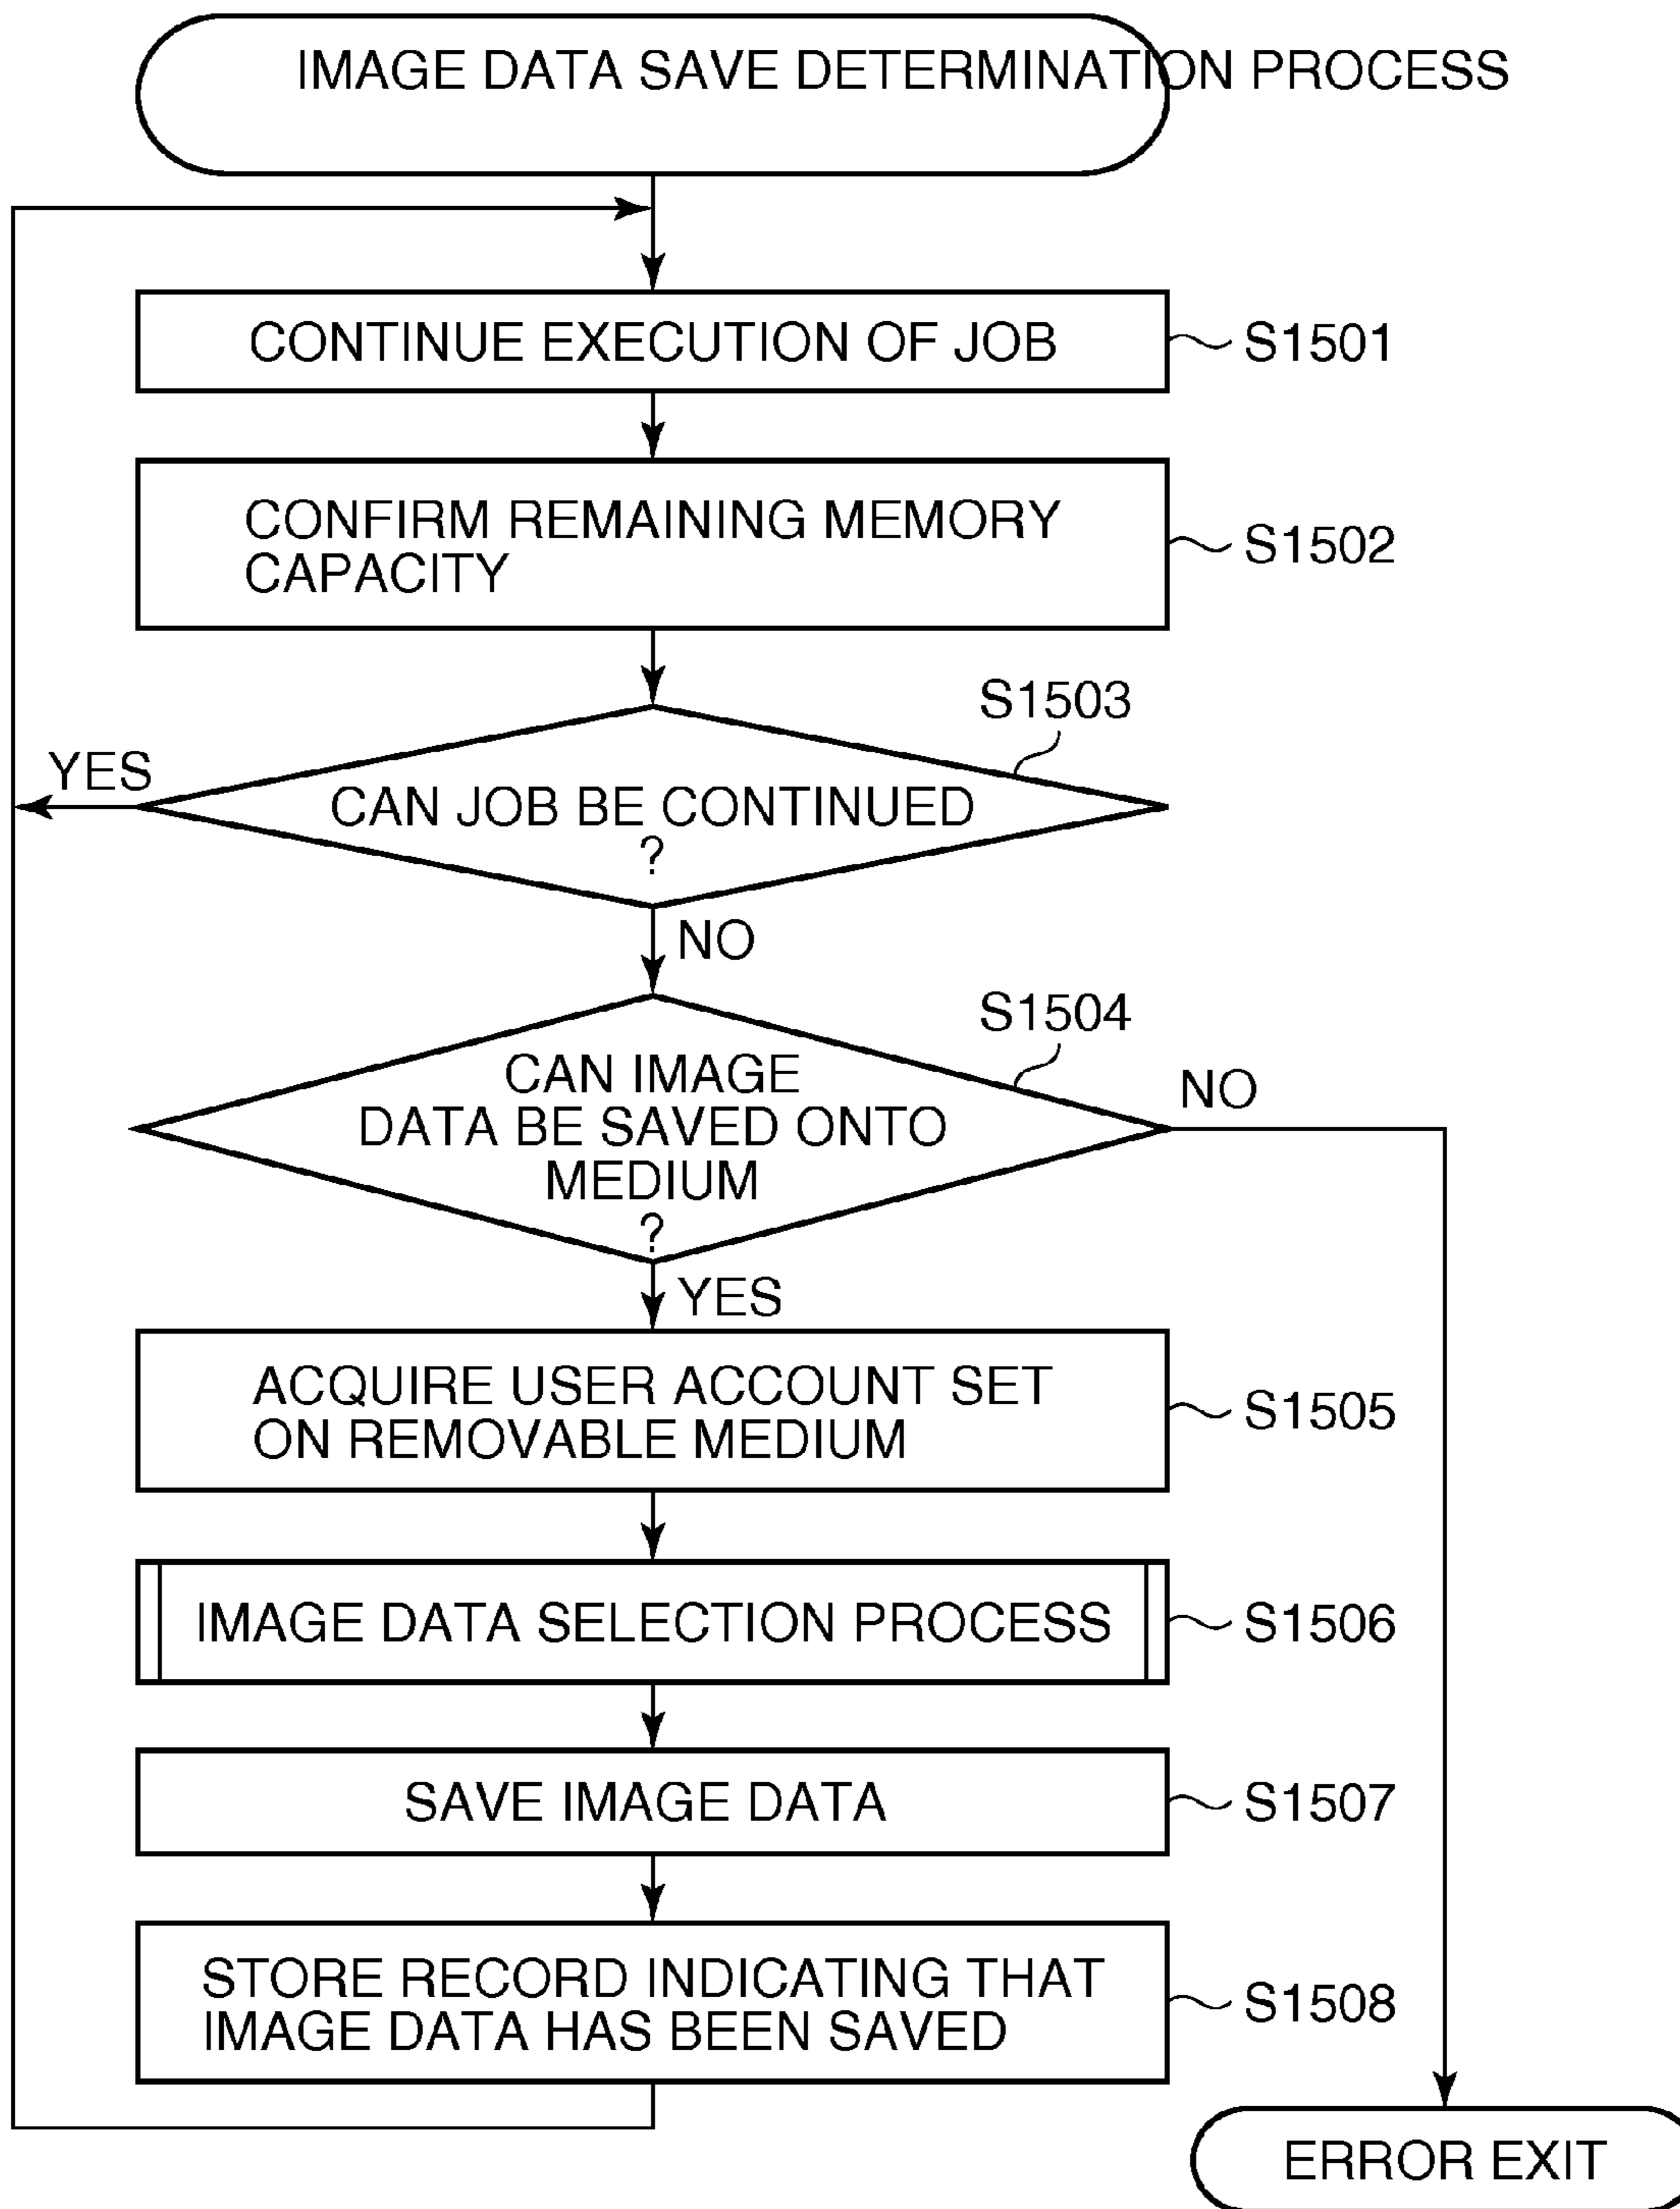 IMAGE DATA SAVE DETERMINATION PROCESS
CONTINUE EXECUTION OF JOB
S1501
CONFIRM REMAINING MEMORY
CAPACITY
S1502
S1503
YES
CAN JOB BE CONTINUED
?
NO
S1504
CAN IMAGE
DATA BE SAVED ONTO
MEDIUM
?
NO
YES
ACQUIRE USER ACCOUNT SET
ON REMOVABLE MEDIUM
S1505
IMAGE DATA SELECTION PROCESS
S1506
SAVE IMAGE DATA
S1507
STORE RECORD INDICATING THAT
IMAGE DATA HAS BEEN SAVED
S1508
ERROR EXIT